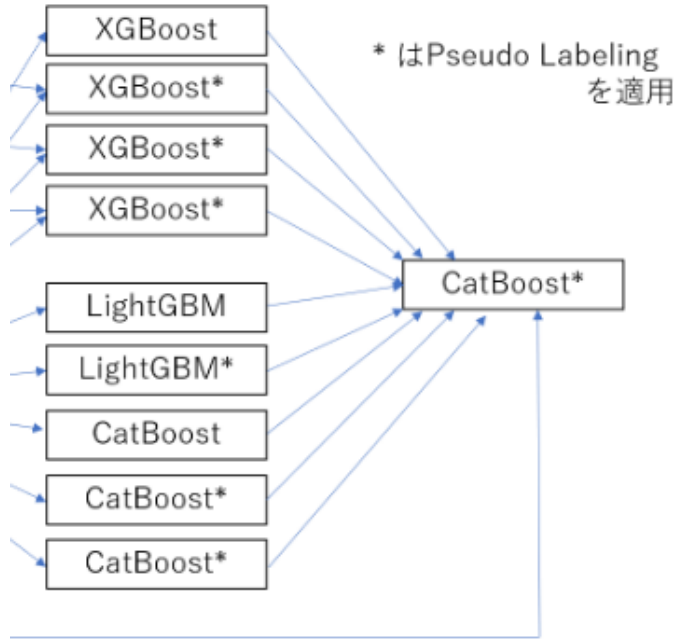 XGBoost
* はPseudo Labeling
を適用
XGBoost*
XGBoost*
XGBoost*
CatBoost*
LightGBM
LightGBM*
CatBoost
CatBoost*
CatBoost*